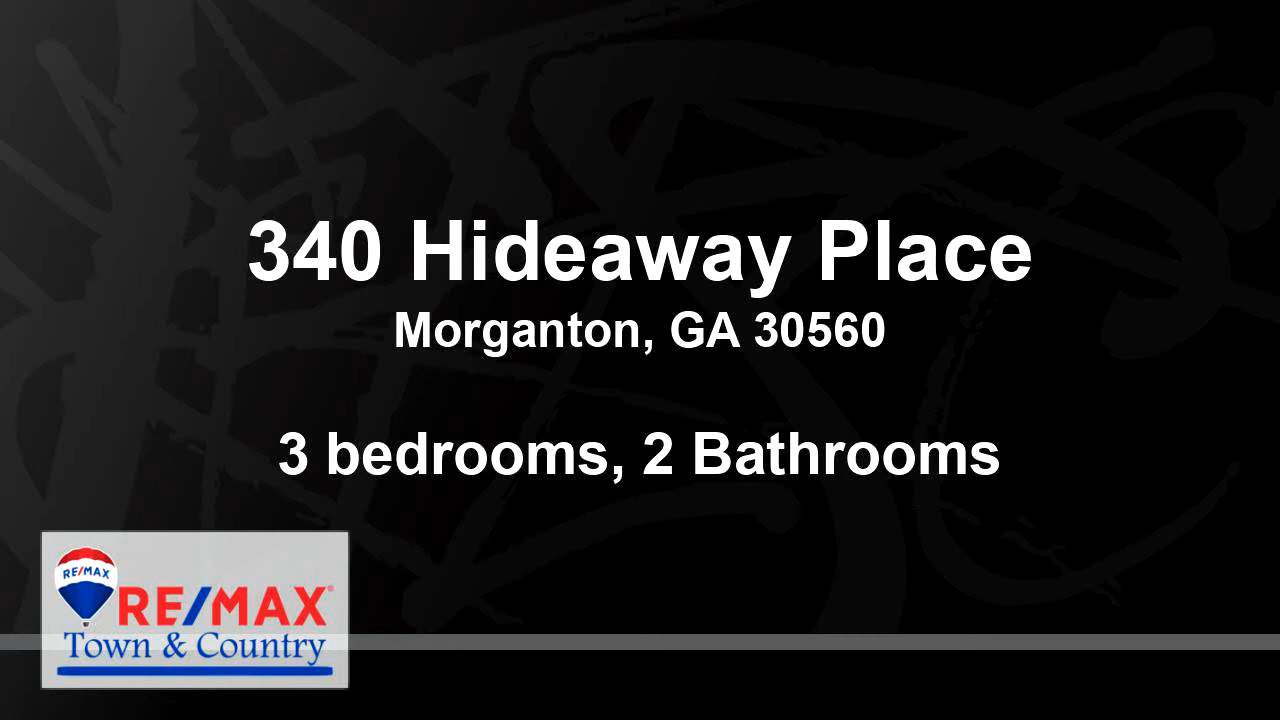 340 Hideaway Place
Morganton, GA 30560
3 bedrooms, 2 Bathrooms
RE/MAX
RE/MAX®
Town & Country